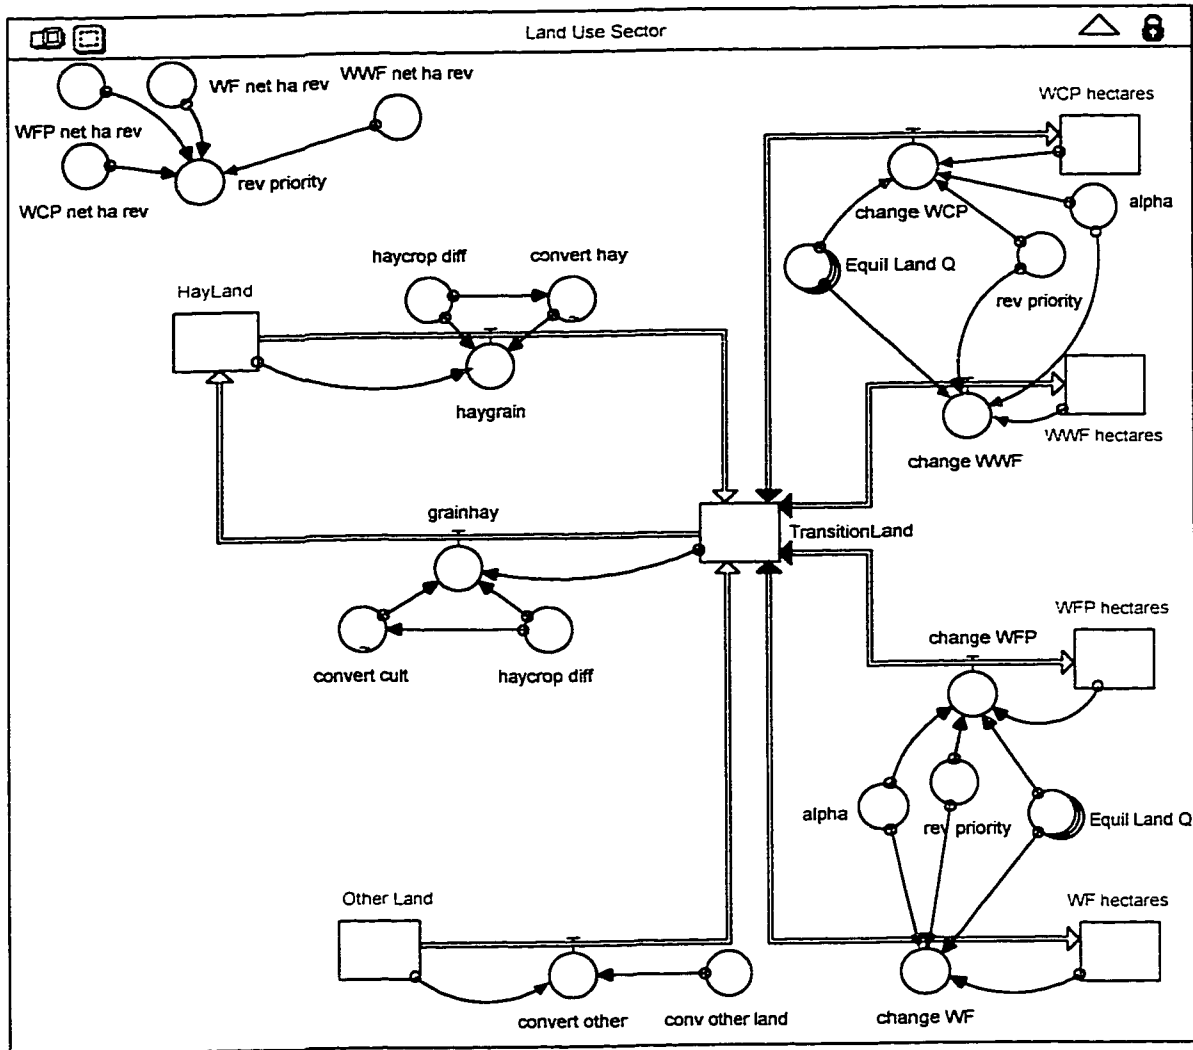 Land Use Sector
WF net ha rev
WWF net ha rev
WFP net ha rev
rev priority
WCP net ha rev
WCP hectares
alpha
change WCP
Equil Land Q
rev priority
haycrop diff
convert hay
HayLand
haygrain
WWF hectares
change WWF
grainhay
TransitionLand
convert cult
haycrop diff
WFP hectares
change WFP
alpha
rev priority
Equil Land Q
Other Land
WF hectares
convert other
conv other land
change WF